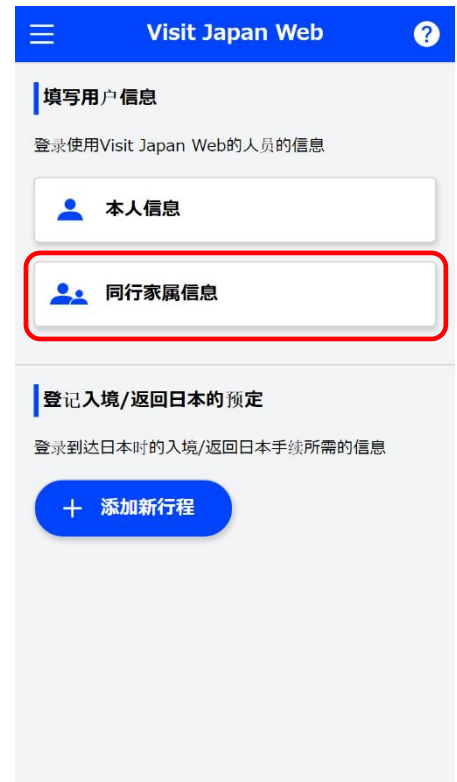 Visit Japan Web ?
填写用户信息
登录使用Visit Japan Web的人员的信息
本人信息
同行家属信息
登记入境/返回日本的预定
登录到达日本时的入境/返回日本手续所需的信息
+ 添加新行程